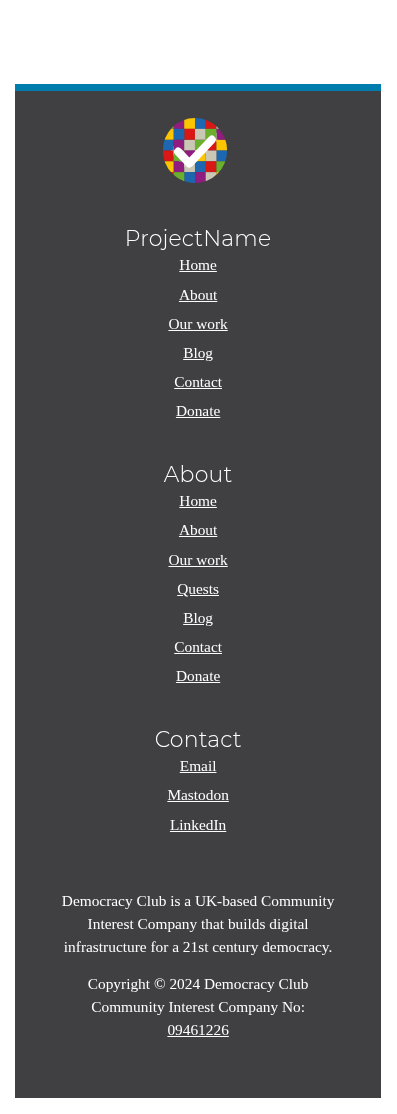 ProjectName
Home
About
Our work
Blog
Contact
Donate
About
Home
About
Our work
Quests
Blog
Contact
Donate
Contact
Email
Mastodon
LinkedIn
Democracy Club is a UK-based Community
Interest Company that builds digital
infrastructure for a 21st century democracy.
Copyright © 2024 Democracy Club
Community Interest Company No:
09461226